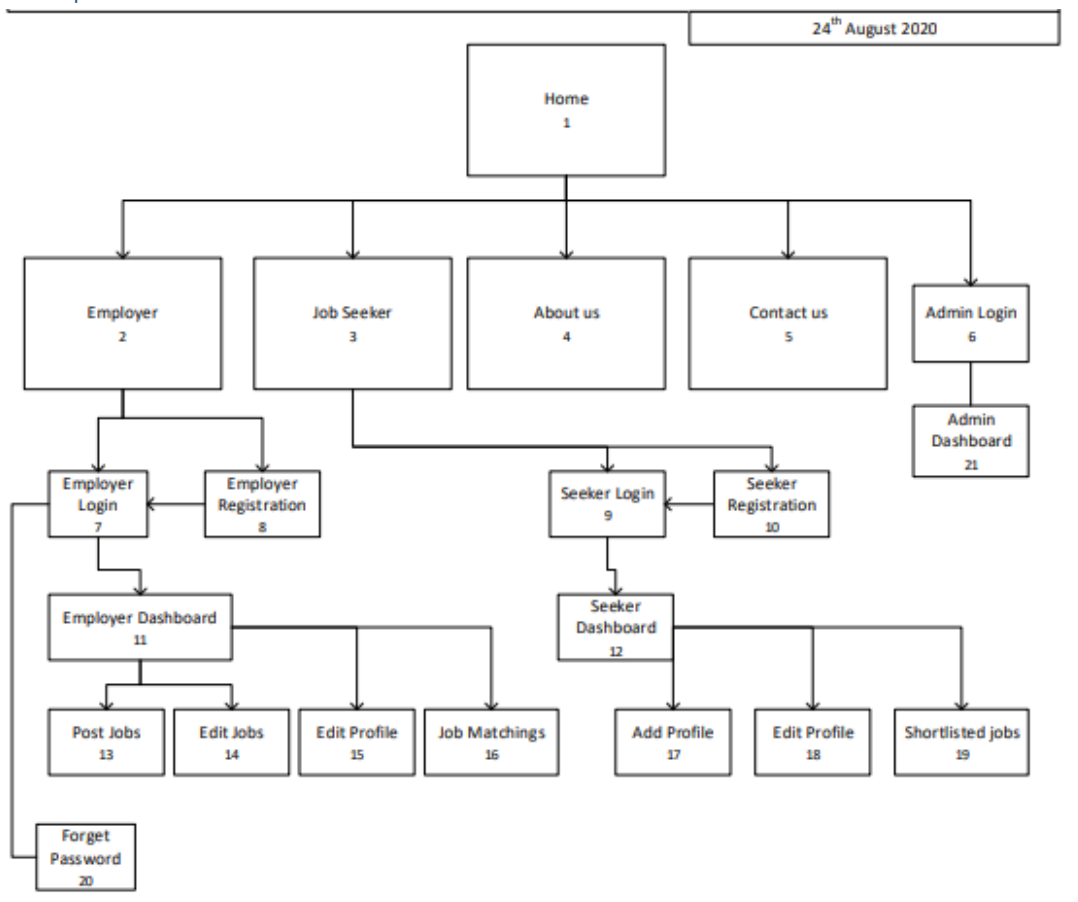 24th August 2020
Home
1
Employer
2
Job Seeker
3
About us
4
Contact us
5
Admin Login
6
Admin
Dashboard
21
Employer
Login
7
Employer
Registration
8
Seeker Login
9
Seeker
Registration
10
Employer Dashboard
11
Seeker
Dashboard
12
Post Jobs
13
Edit Jobs
14
Edit Profile
15
Job Matchings
16
Add Profile
17
Edit Profile
18
Shortlisted jobs
19
Forget
Password
20